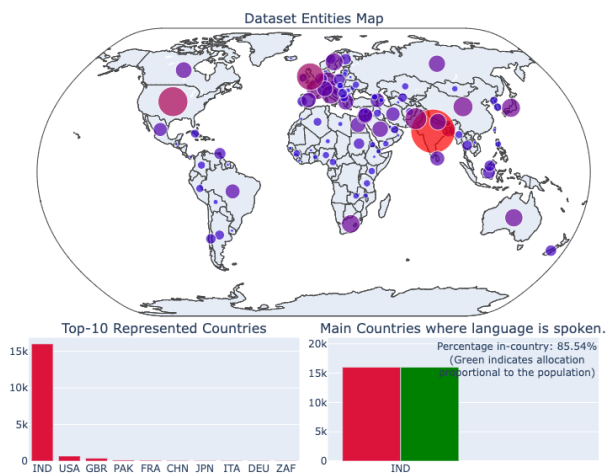 Dataset Entities Map
Top-10 Represented Countries
15k
10k
5k
0
IND USA GBR PAK FRA CHN JPN ITA DEU ZAF
Main Countries where language is spoken.
Percentage in-country: 85.54%
(Green indicates allocation
proportional to the population)
20k
15k
10k
5k
0
IND